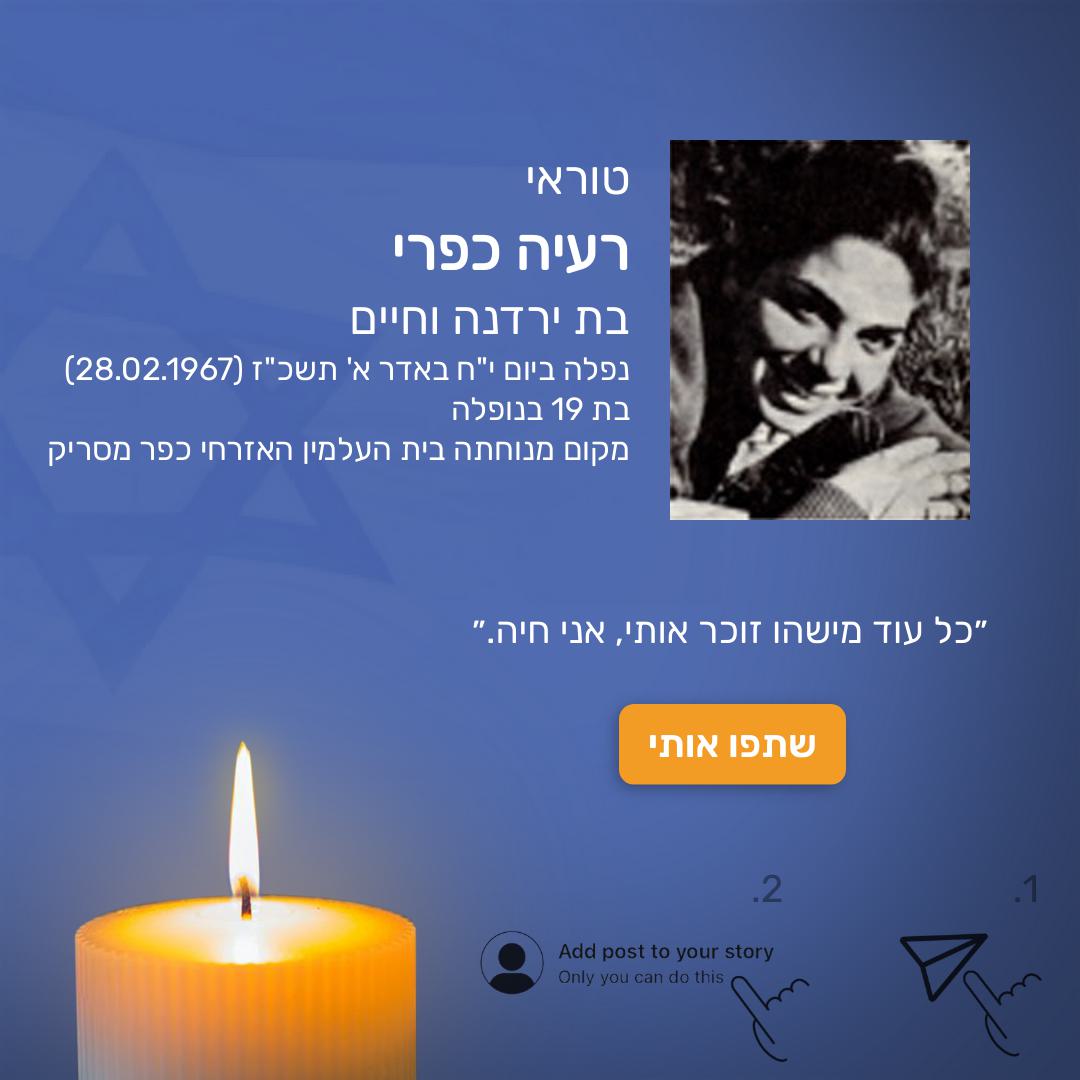 טוראי
רעיה כפרי
בת ירדנה וחיים
נפלה ביום י"ח באדר א' תשכ"ז (28.02.1967)
בת 19 בנופלה
מקום מנוחתה בית העלמין האזרחי כפר מסריק
״כל עוד מישהו זוכר אותי, אני חיה.״
שתפו אותי
.1
.2
Add post to your story
Only you can do this